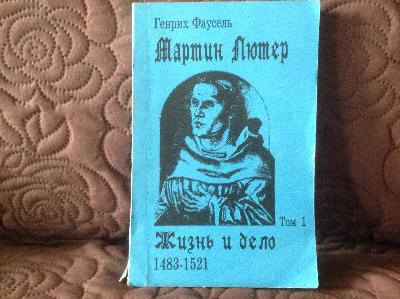 Генрих Фаусель
Мартин Лютер
Том 1
Жизнь и дело
1483-1521